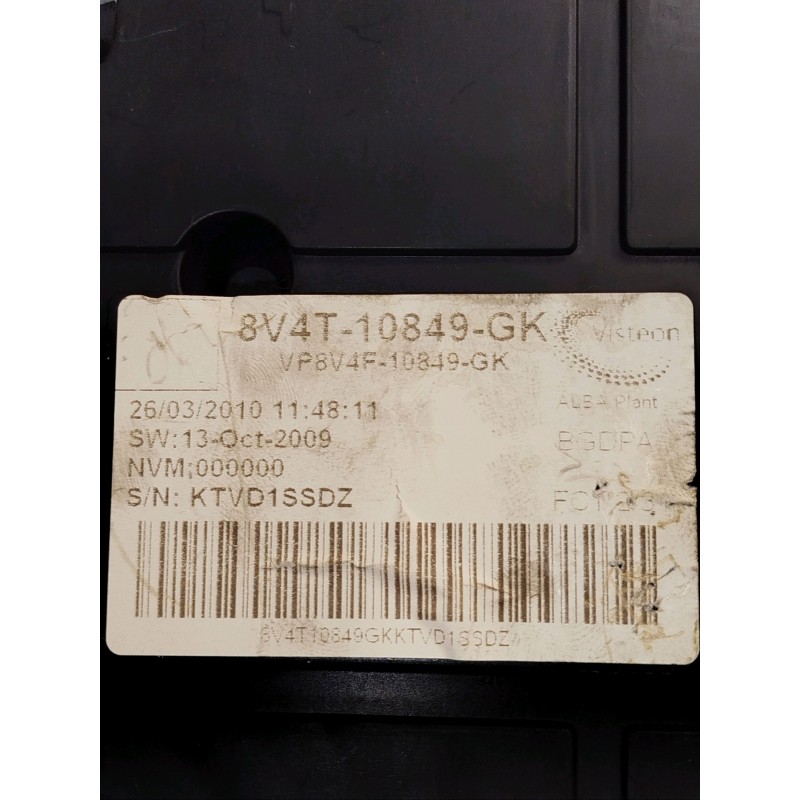 8V4T-10849-GK
Visteon
VP8V4F-10849-GK
26/03/2010 11:48:11
ALBA Plant
SW:13-Oct-2009
BGDPA
NVM:000000
S/N: KTVD1SSDZ
8V4T10849GKKTVD1SSDZ